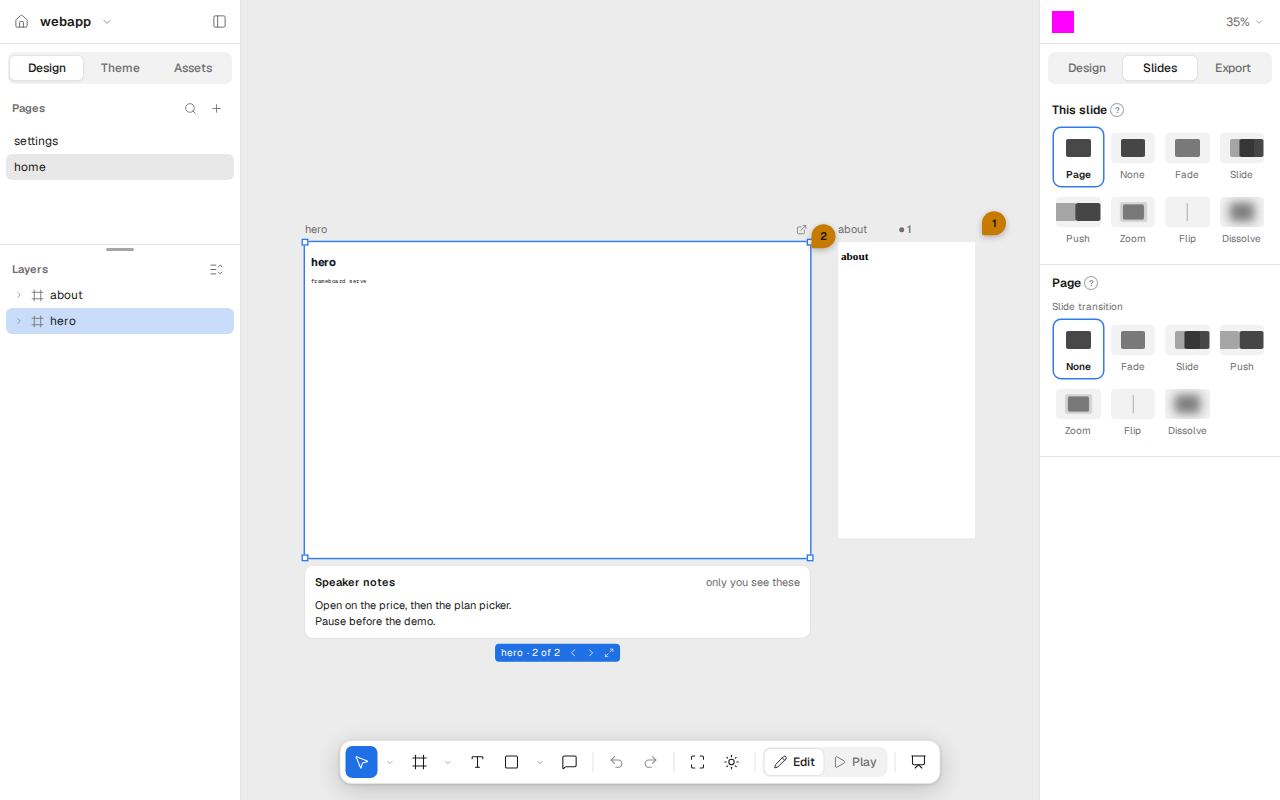 webapp
Design
Theme
Assets
Pages
settings
home
Layers
about
hero
hero
2
about
1
1
hero
frameboard serve
about
Speaker notes
only you see these
Open on the price, then the plan picker.
Pause before the demo.
hero · 2 of 2
Edit
Play
35%
Design
Slides
Export
This slide ?
Page
None
Fade
Slide
Push
Zoom
Flip
Dissolve
Page ?
Slide transition
None
Fade
Slide
Push
Zoom
Flip
Dissolve